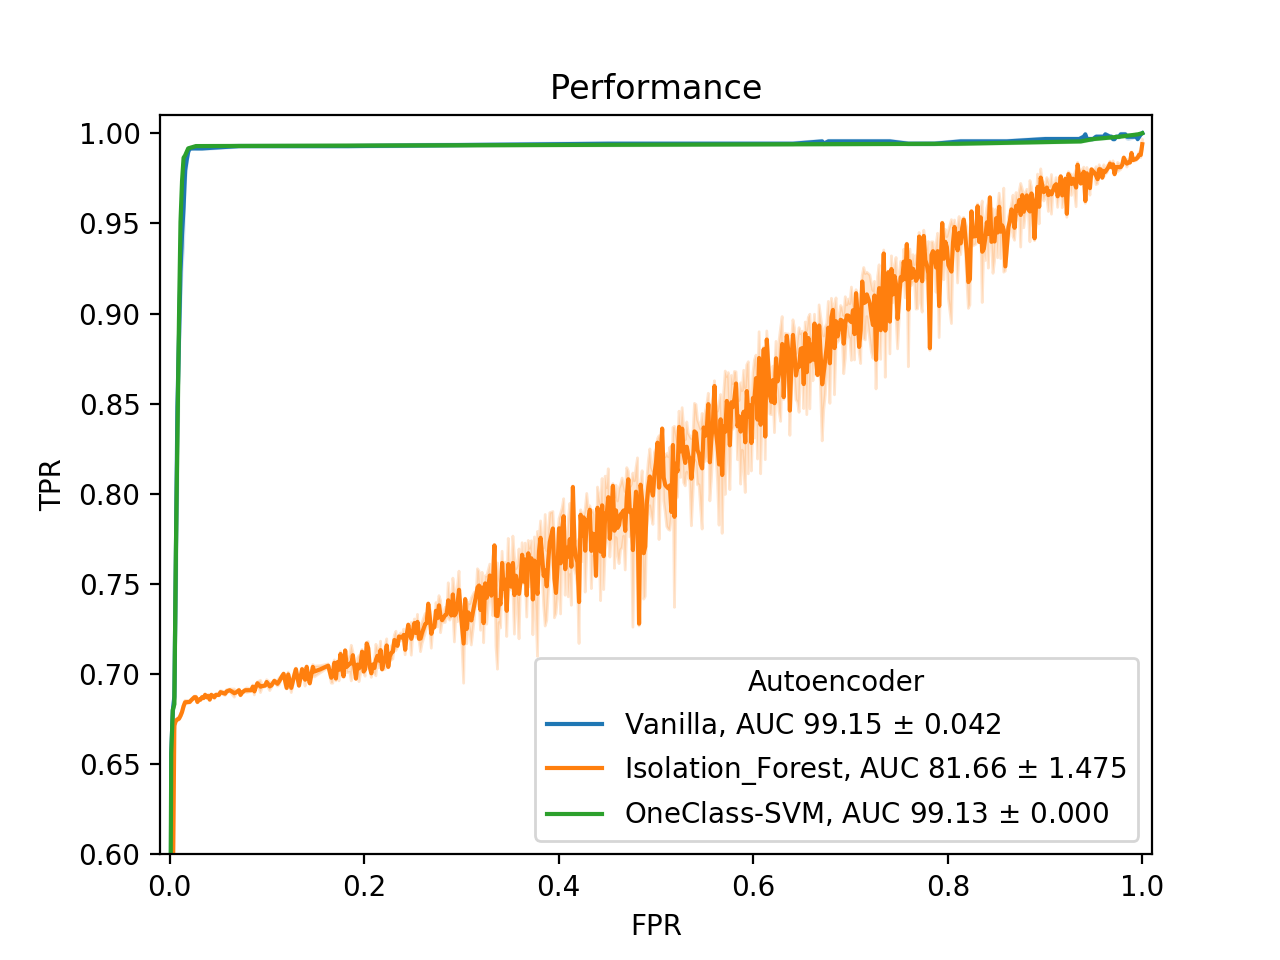 Performance
1.00
0.95
0.90
0.85
0.80
0.75
0.70
0.65
0.60
TPR
0.0 0.2 0.4 0.6 0.8 1.0
FPR
Autoencoder
Vanilla, AUC 99.15 ± 0.042
Isolation_Forest, AUC 81.66 ± 1.475
OneClass-SVM, AUC 99.13 ± 0.000